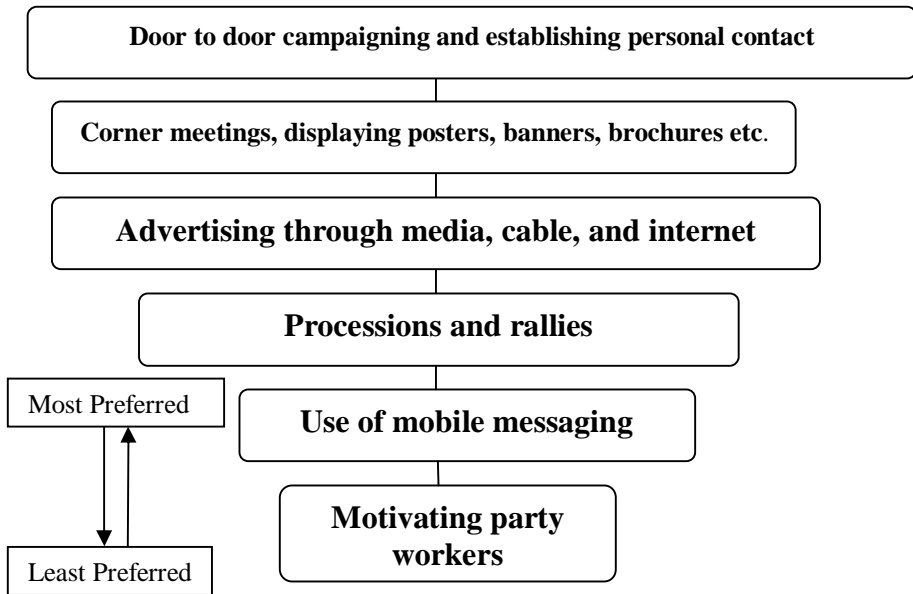 Door to door campaigning and establishing personal contact
Corner meetings, displaying posters, banners, brochures etc.
Advertising through media, cable, and internet
Processions and rallies
Most Preferred
Use of mobile messaging
Motivating party
workers
Least Preferred